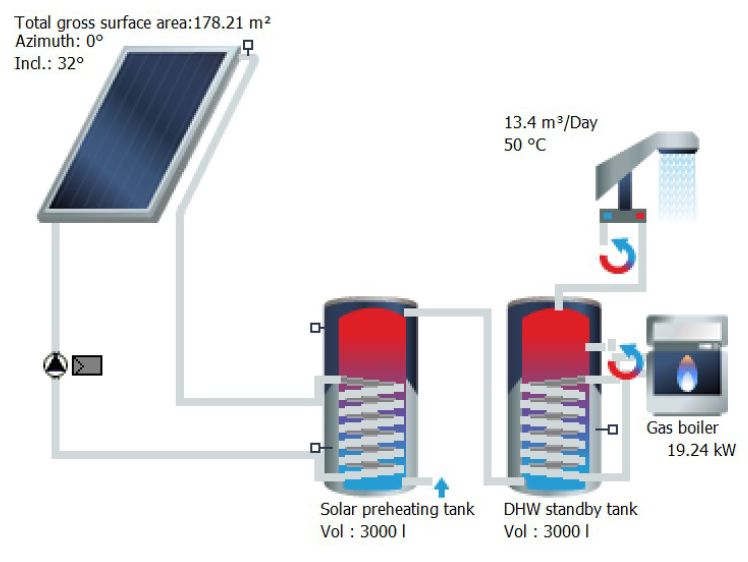 Total gross surface area:178.21 m²
Azimuth: 0°
Incl.: 32°
13.4 m³/Day
50 °C
Gas boiler
19.24 kW
Solar preheating tank
Vol : 3000 l
DHW standby tank
Vol : 3000 l